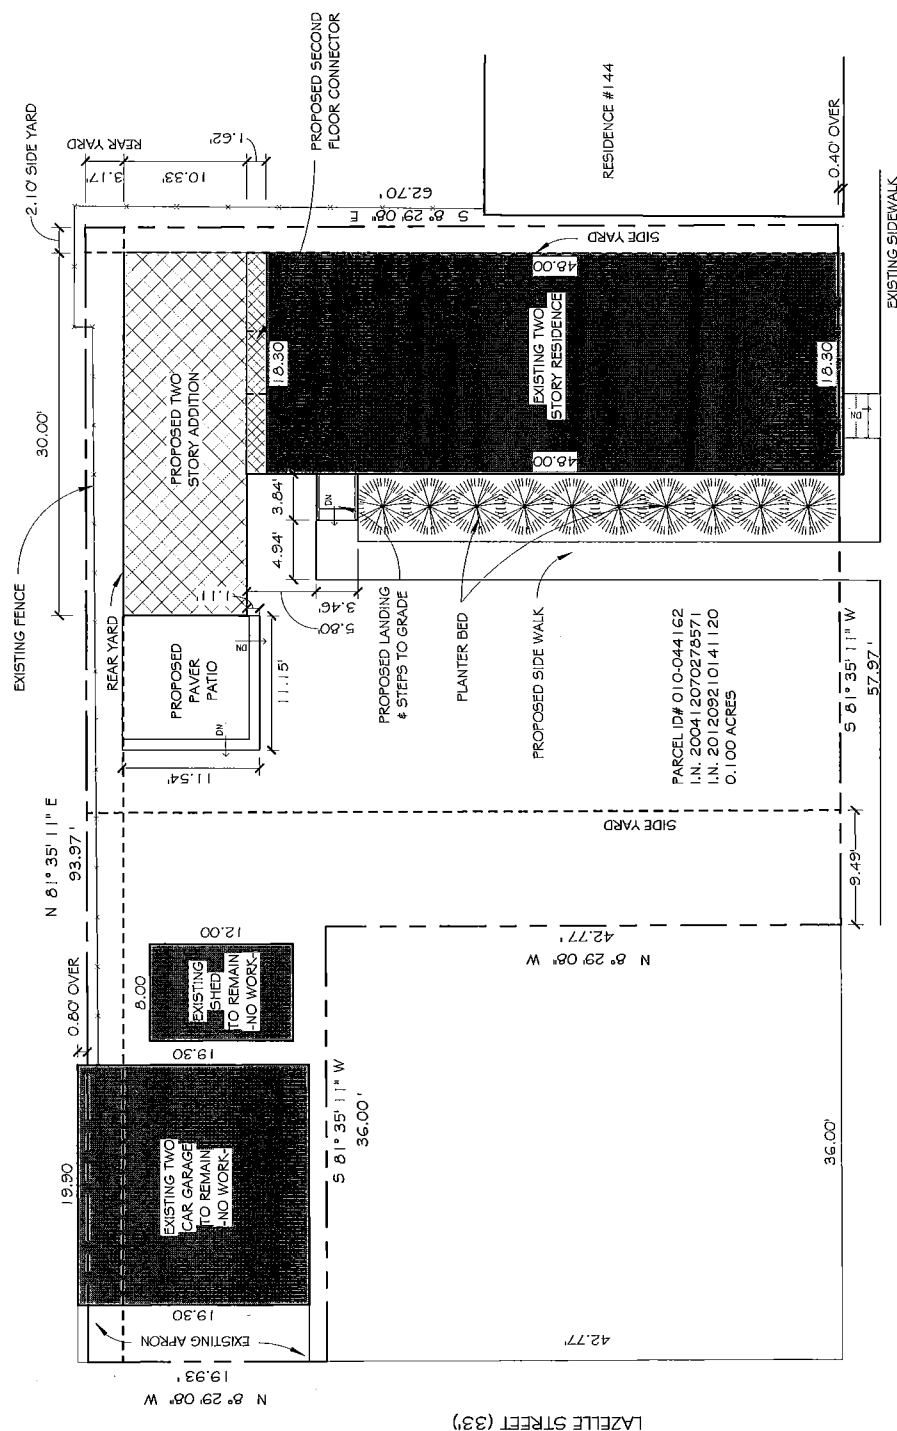 2.10' SIDE YARD
REAR YARD
3.17'
10.33'
1.62'
PROPOSED SECOND
FLOOR CONNECTOR
RESIDENCE #144
0.40' OVER
EXISTING SIDEWALK
62.70'
S 8° 29' 08" E
SIDE YARD
30.00'
PROPOSED TWO
STORY ADDITION
18.30
48.00
EXISTING TWO
STORY RESIDENCE
48.00
18.30
DN
EXISTING FENCE
REAR YARD
3.84'
4.94'
DN
1.11'
3.46'
5.80'
PROPOSED
PAVER
PATIO
DN
DN
11.15'
11.54'
PROPOSED LANDING
& STEPS TO GRADE
PLANTER BED
PROPOSED SIDE WALK
PARCEL ID# 010-044162
I.N. 200412070278571
I.N. 201209210141120
0.100 ACRES
S 81° 35' 11" W
57.97'
N 81° 35' 11" E
93.97'
SIDE YARD
9.49'
0.80' OVER
8.00
12.00
EXISTING
SHED
TO REMAIN
-NO WORK-
42.77'
N 8° 29' 08" W
19.90
19.30
EXISTING TWO
CAR GARAGE
TO REMAIN
-NO WORK-
19.30
S 81° 35' 11" W
36.00'
36.00'
EXISTING APRON
42.77'
19.93'
N 8° 29' 08" W
LAZELLE STREET (33')